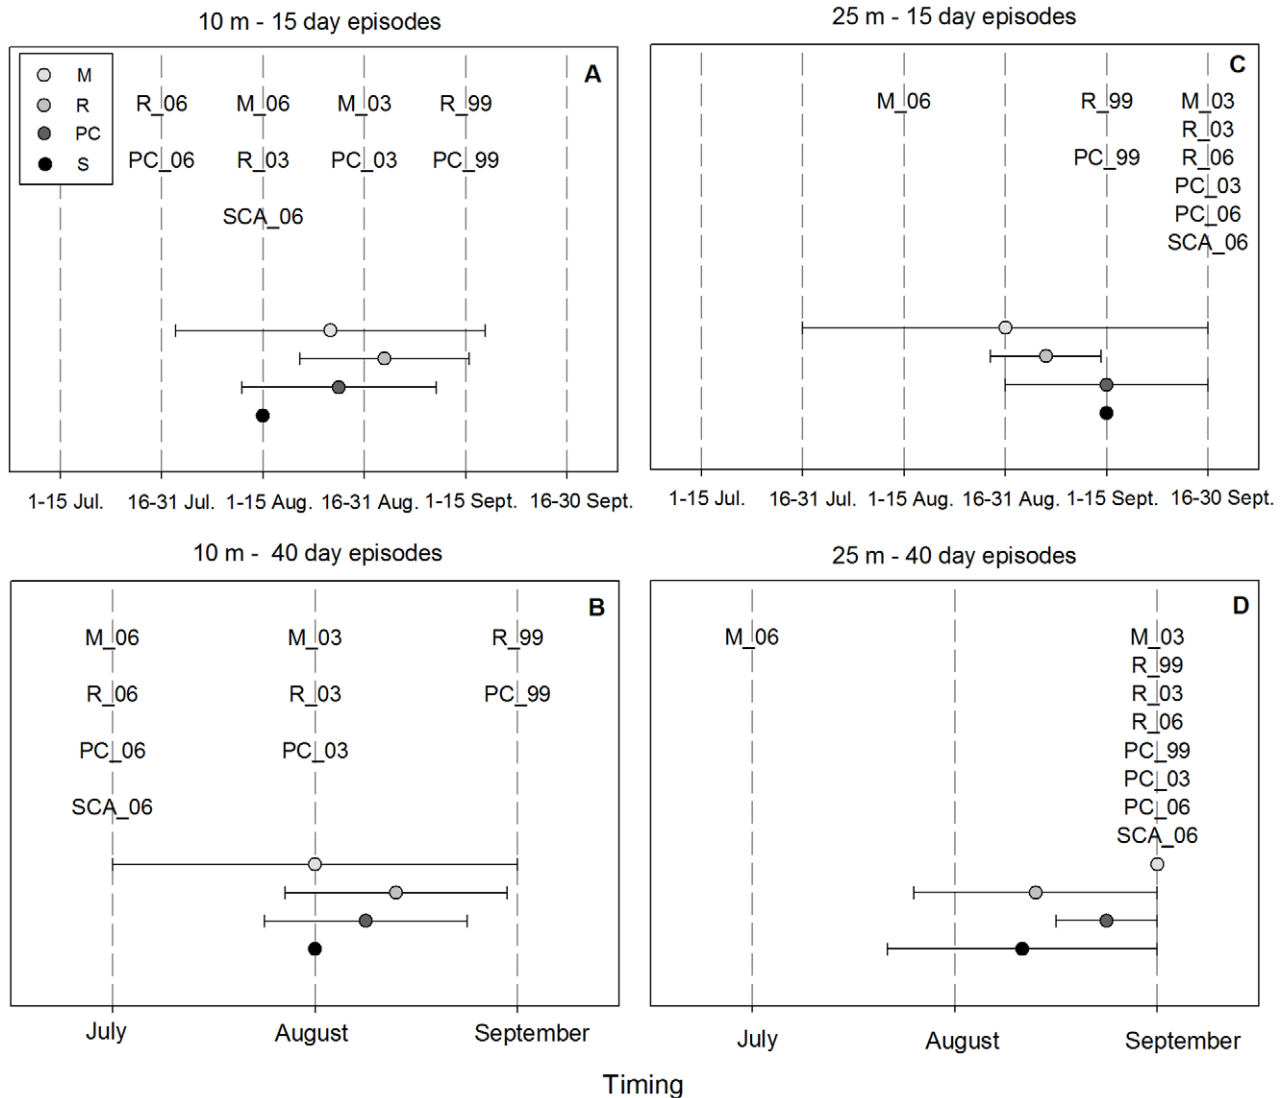 10 m - 15 day episodes
A
M
R
PC
S
R_06 M_06 M_03 R_99
PC_06 R_03 PC_03 PC_99
SCA_06
1-15 Jul. 16-31 Jul. 1-15 Aug. 16-31 Aug. 1-15 Sept. 16-30 Sept.
25 m - 15 day episodes
C
M_06 R_99 M_03
R_03
PC_99 R_06
PC_03
PC_06
SCA_06
1-15 Jul. 16-31 Jul. 1-15 Aug. 16-31 Aug. 1-15 Sept. 16-30 Sept.
10 m - 40 day episodes
B
M_06 M_03 R_99
R_06 R_03 PC_99
PC_06 PC_03
SCA_06
July August September
25 m - 40 day episodes
D
M_06 M_03
R_99
R_03
R_06
PC_99
PC_03
PC_06
SCA_06
July August September
Timing